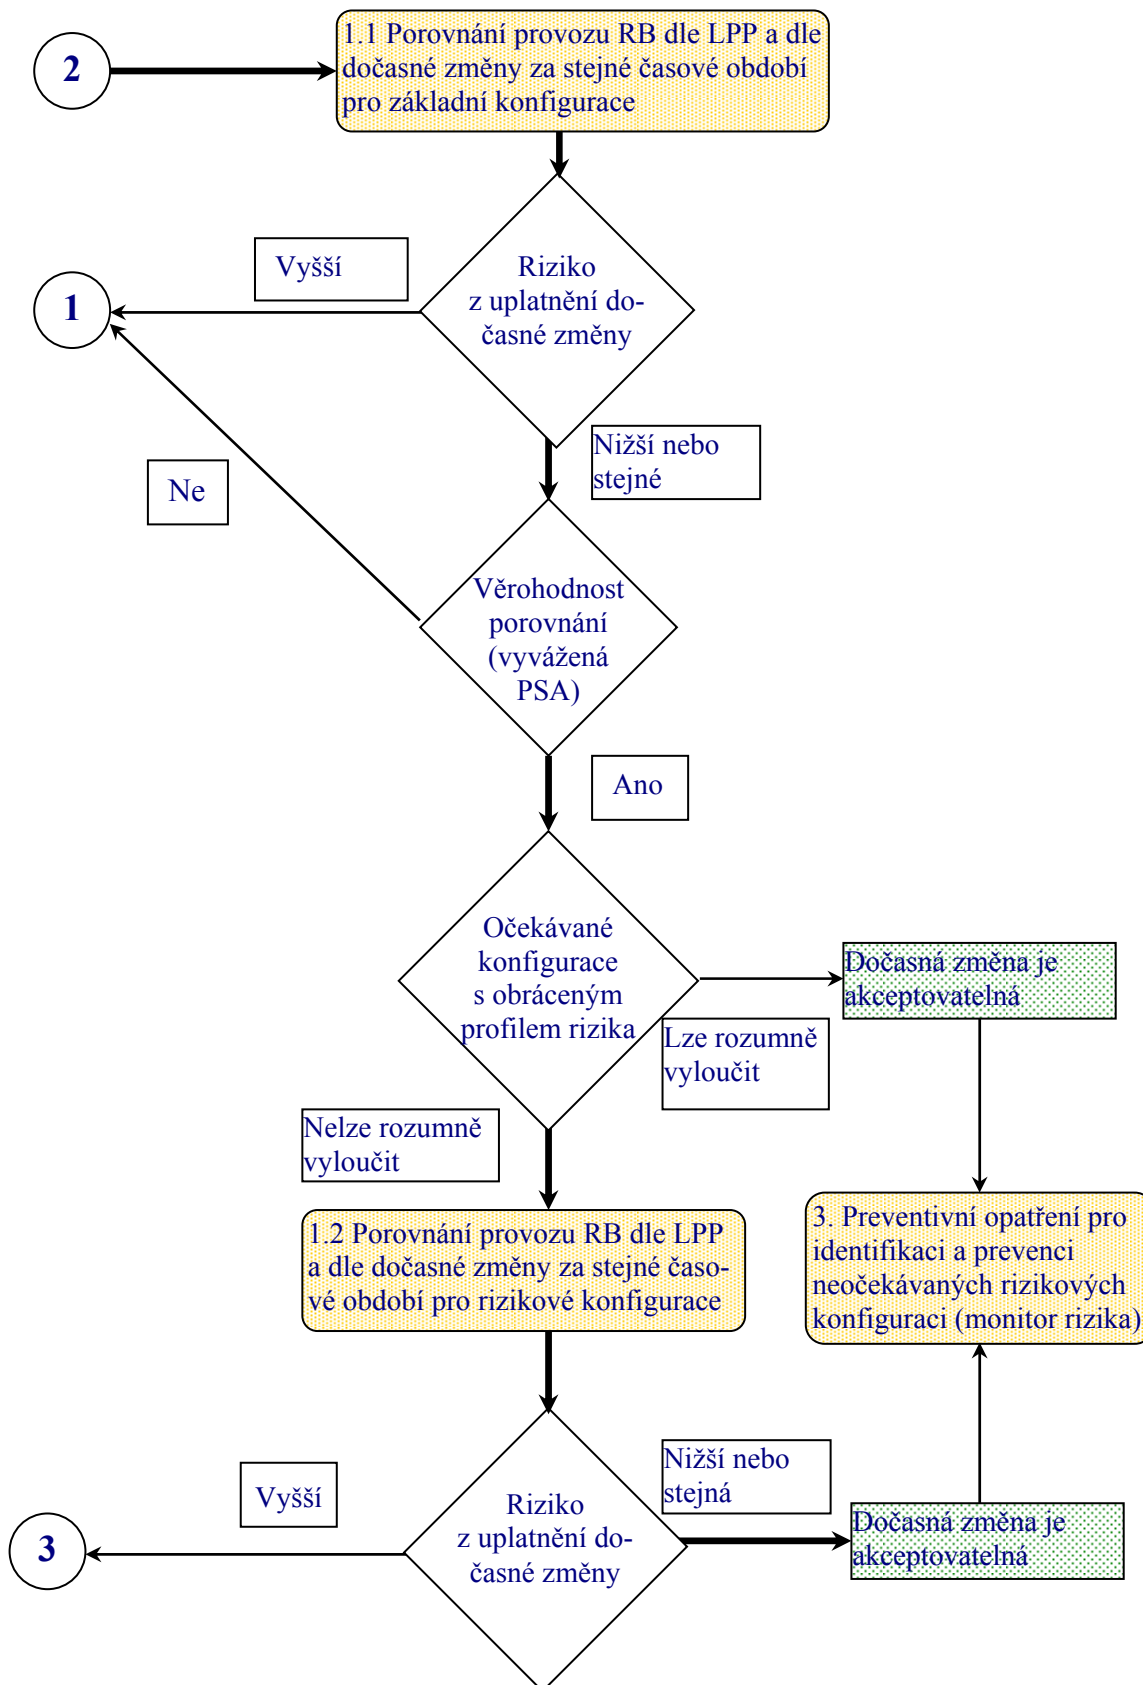 2
1.1 Porovnání provozu RB dle LPP a dle
dočasné změny za stejné časové období
pro základní konfigurace
Vyšší
Riziko
z uplatnění do-
časné změny
1
Nižší nebo
stejné
Ne
Věrohodnost
porovnání
(vyvážená
PSA)
Ano
Očekávané
konfigurace
s obráceným
profilem rizika
Dočasná změna je
akceptovatelná
Lze rozumně
vyloučit
Nelze rozumně
vyloučit
1.2 Porovnání provozu RB dle LPP
a dle dočasné změny za stejné časo-
vé období pro rizikové konfigurace
3. Preventivní opatření pro
identifikaci a prevenci
neočekávaných rizikových
konfiguraci (monitor rizika)
Vyšší
Riziko
z uplatnění do-
časné změny
Nižší nebo
stejná
3
Dočasná změna je
akceptovatelná